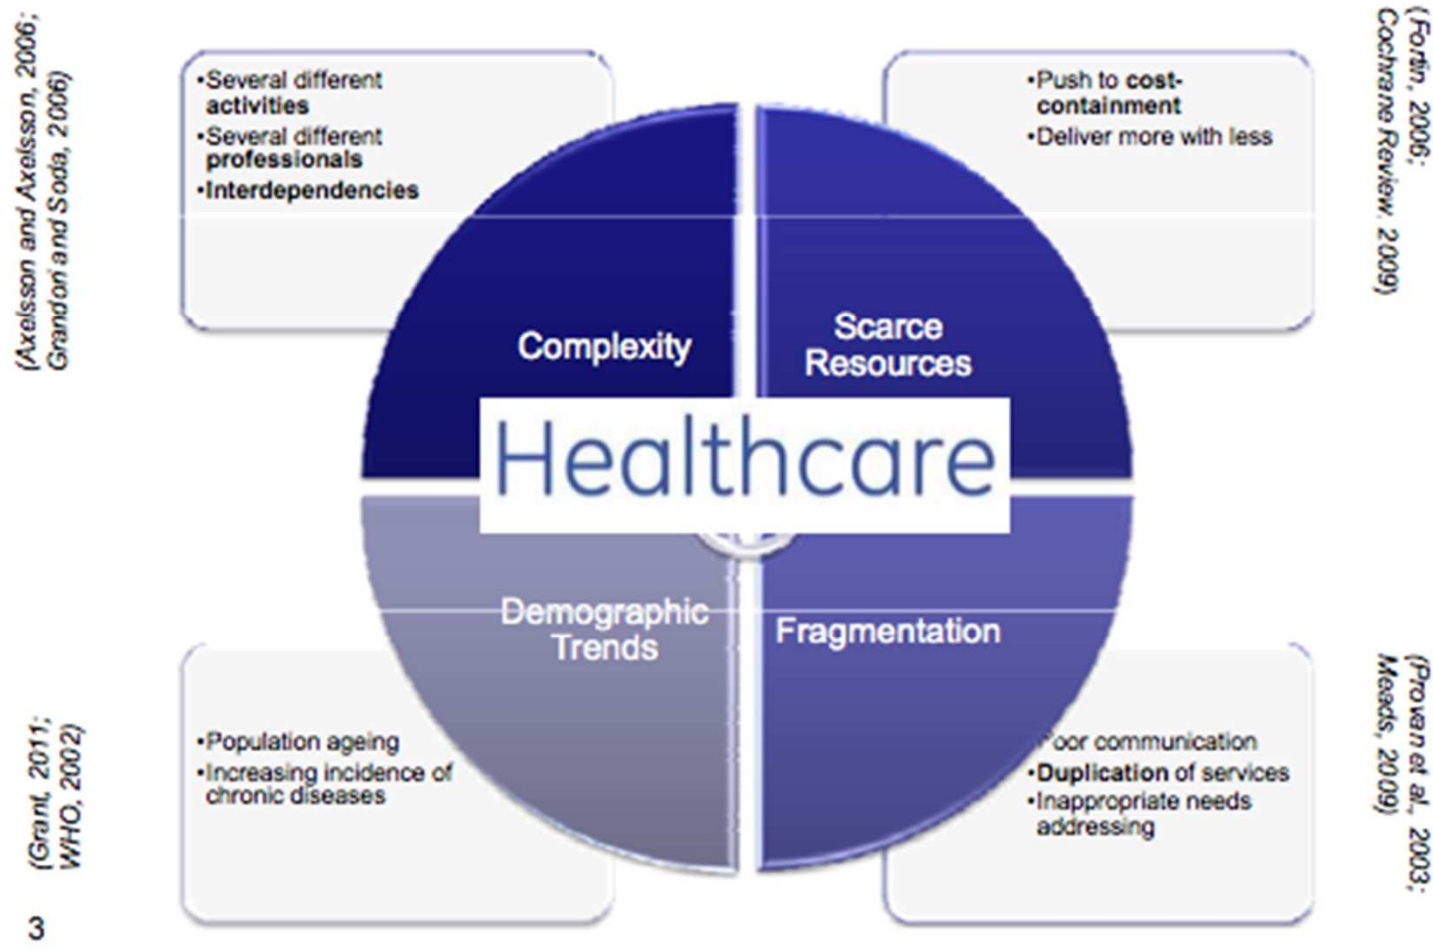 (Axelsson and Axelsson, 2006;
Grandori and Soda, 2006)
•Several different
activities
•Several different
professionals
•Interdependencies
•Push to cost-
containment
•Deliver more with less
(Fortin, 2006;
Cochrane Review. 2009)
Complexity
Scarce
Resources
Healthcare
Demographic
Trends
Fragmentation
(Grant, 2011;
WHO, 2002)
•Population ageing
•Increasing incidence of
chronic diseases
Poor communication
•Duplication of services
•Inappropriate needs
addressing
(Provan et al., 2003;
Meads, 2009)
3